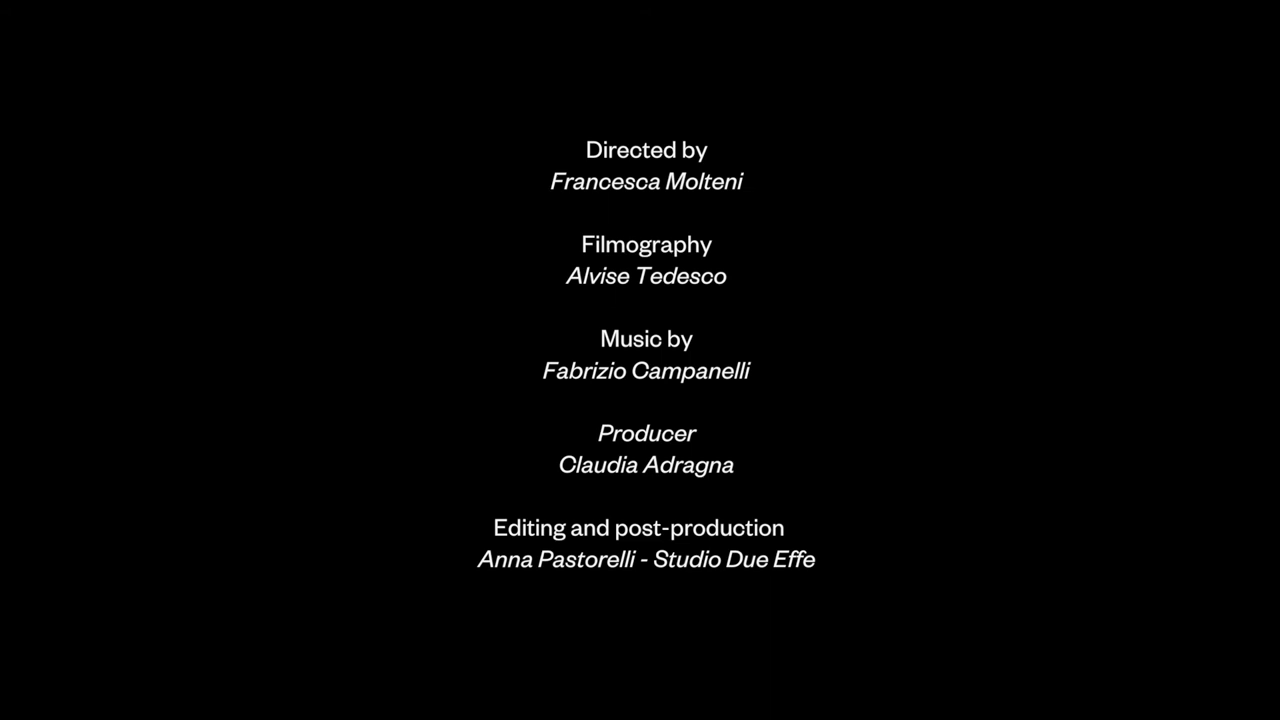 Directed by
Francesca Molteni
Filmography
Alvise Tedesco
Music by
Fabrizio Campanelli
Producer
Claudia Adragna
Editing and post-production
Anna Pastorelli - Studio Due Effe